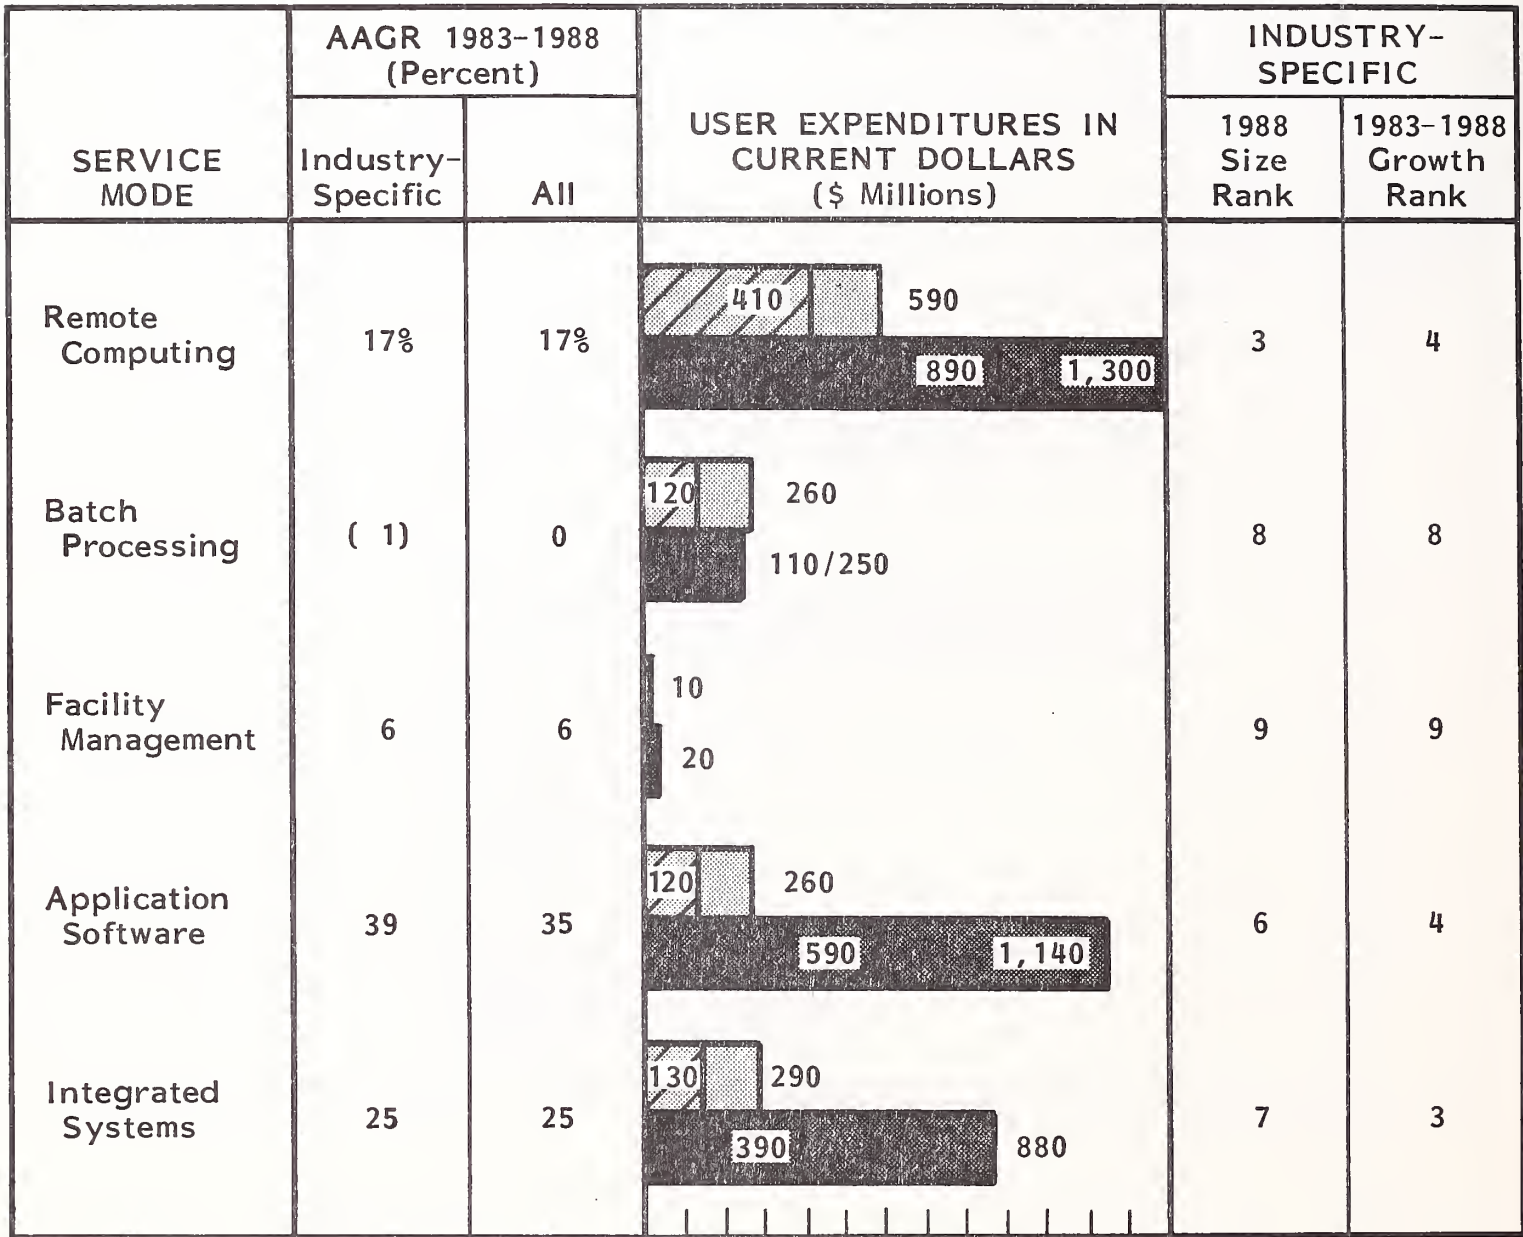 AAGR 1983-1988
(Percent)
INDUSTRY-
SPECIFIC
SERVICE
MODE
Industry-
Specific
All
USER EXPENDITURES IN
CURRENT DOLLARS
($ Millions)
1988
Size
Rank
1983-1988
Growth
Rank
Remote
Computing
17%
17%
410
590
890
1,300
3
4
Batch
Processing
( 1)
0
120
260
110/250
8
8
Facility
Management
6
6
10
20
9
9
Application
Software
39
35
120
260
590
1,140
6
4
Integrated
Systems
25
25
130
290
390
880
7
3